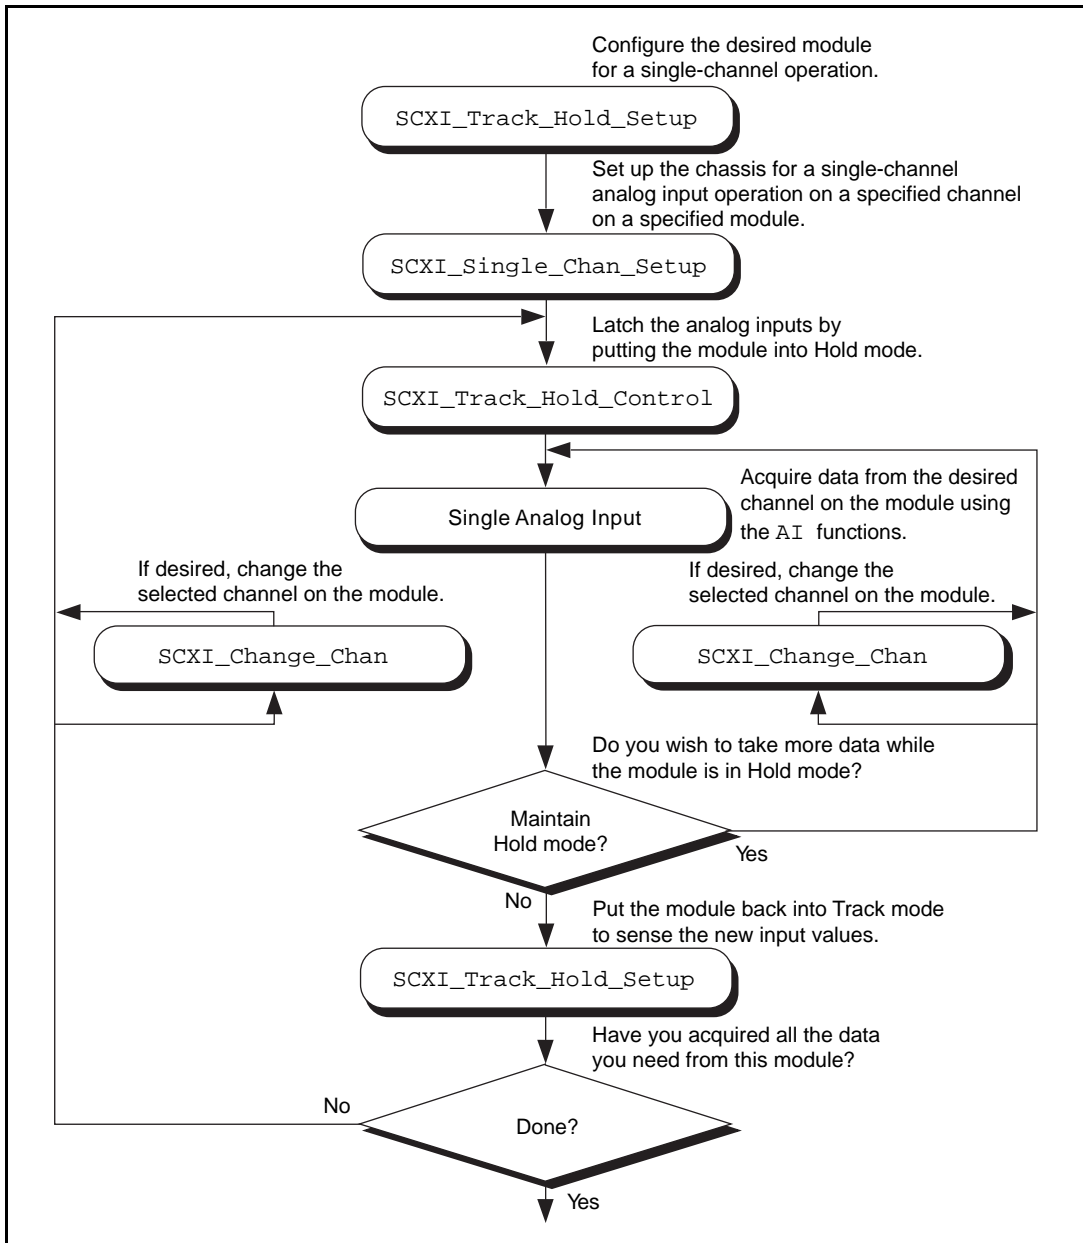 Configure the desired module
for a single-channel operation.
SCXI_Track_Hold_Setup
Set up the chassis for a single-channel
analog input operation on a specified channel
on a specified module.
SCXI_Single_Chan_Setup
Latch the analog inputs by
putting the module into Hold mode.
SCXI_Track_Hold_Control
Acquire data from the desired
channel on the module using
the AI functions.
Single Analog Input
If desired, change the
selected channel on the module.
SCXI_Change_Chan
If desired, change the
selected channel on the module.
SCXI_Change_Chan
Do you wish to take more data while
the module is in Hold mode?
Maintain
Hold mode?
Yes
No
Put the module back into Track mode
to sense the new input values.
SCXI_Track_Hold_Setup
Have you acquired all the data
you need from this module?
No
Done?
Yes